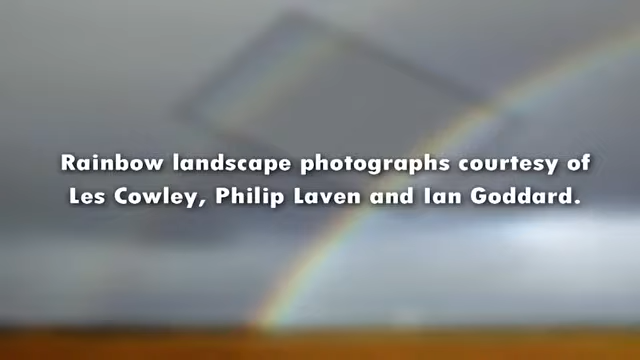 Rainbow landscape photographs courtesy of
Les Cowley, Philip Laven and Ian Goddard.